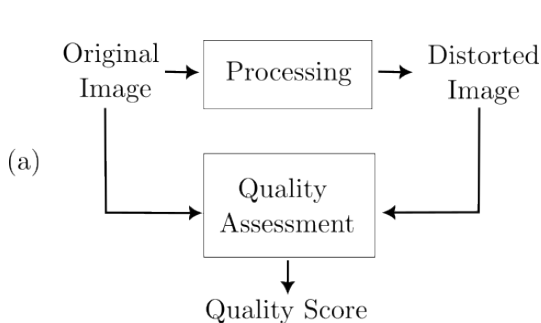 Original
Image
Processing
Distorted
Image
(a)
Quality
Assessment
Quality Score